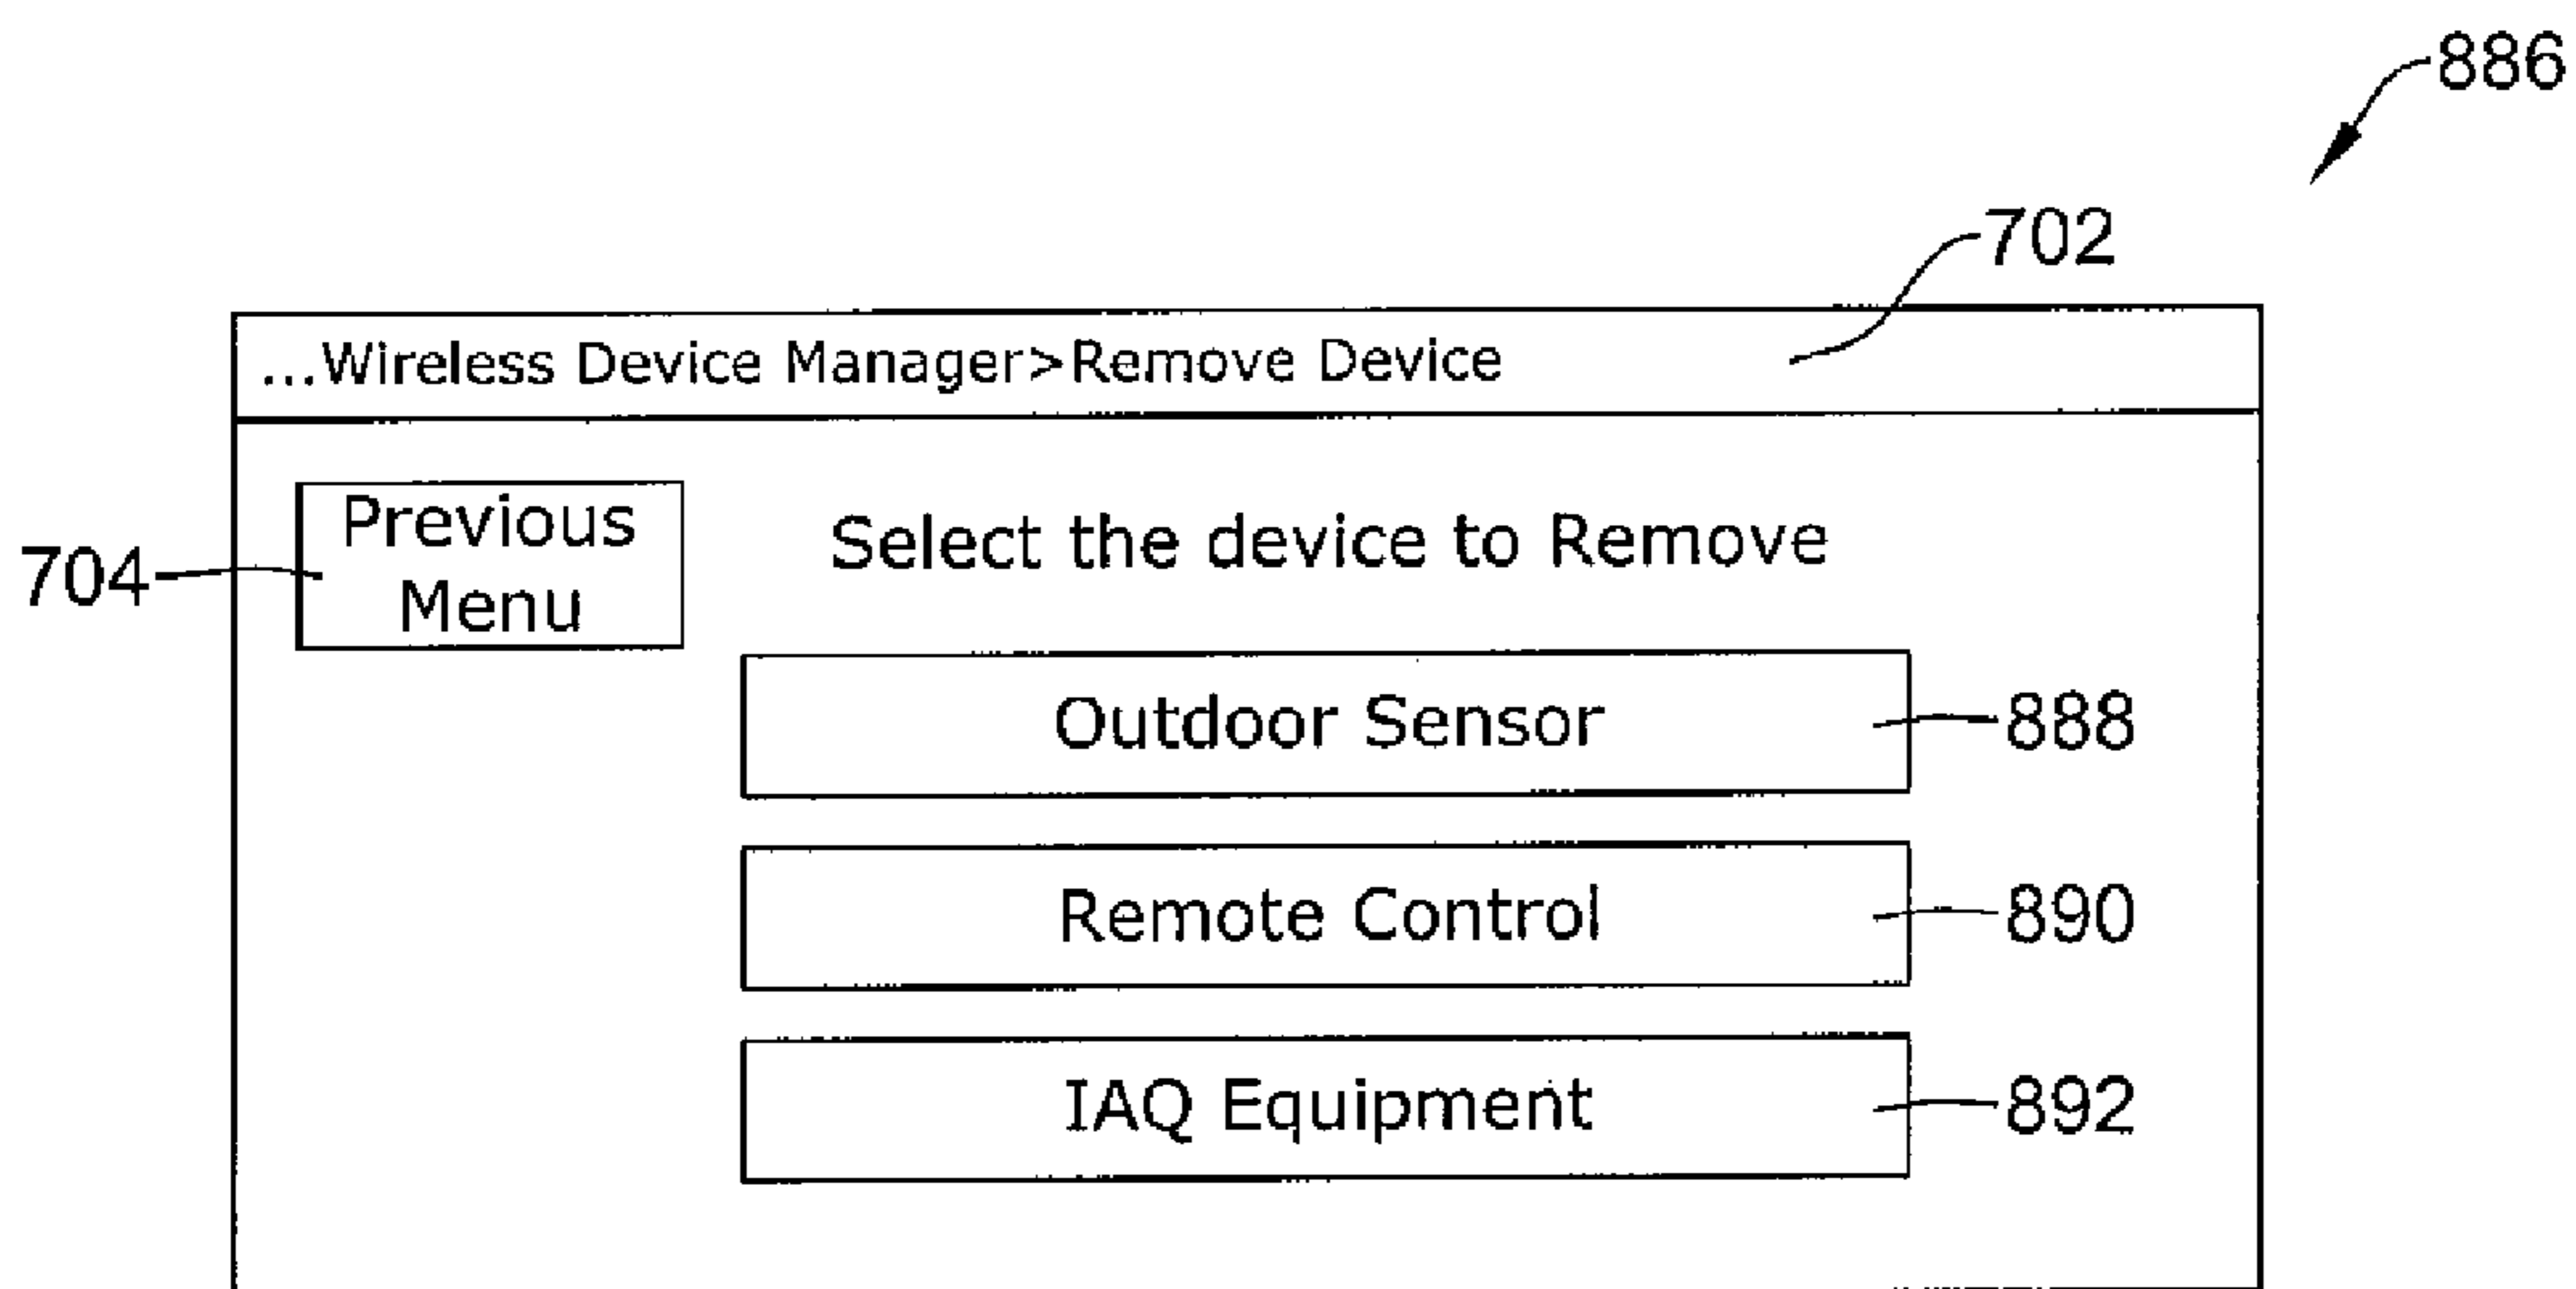 886
702
...Wireless Device Manager>Remove Device
Previous
Menu
704
Select the device to Remove
Outdoor Sensor
888
Remote Control
890
IAQ Equipment
892